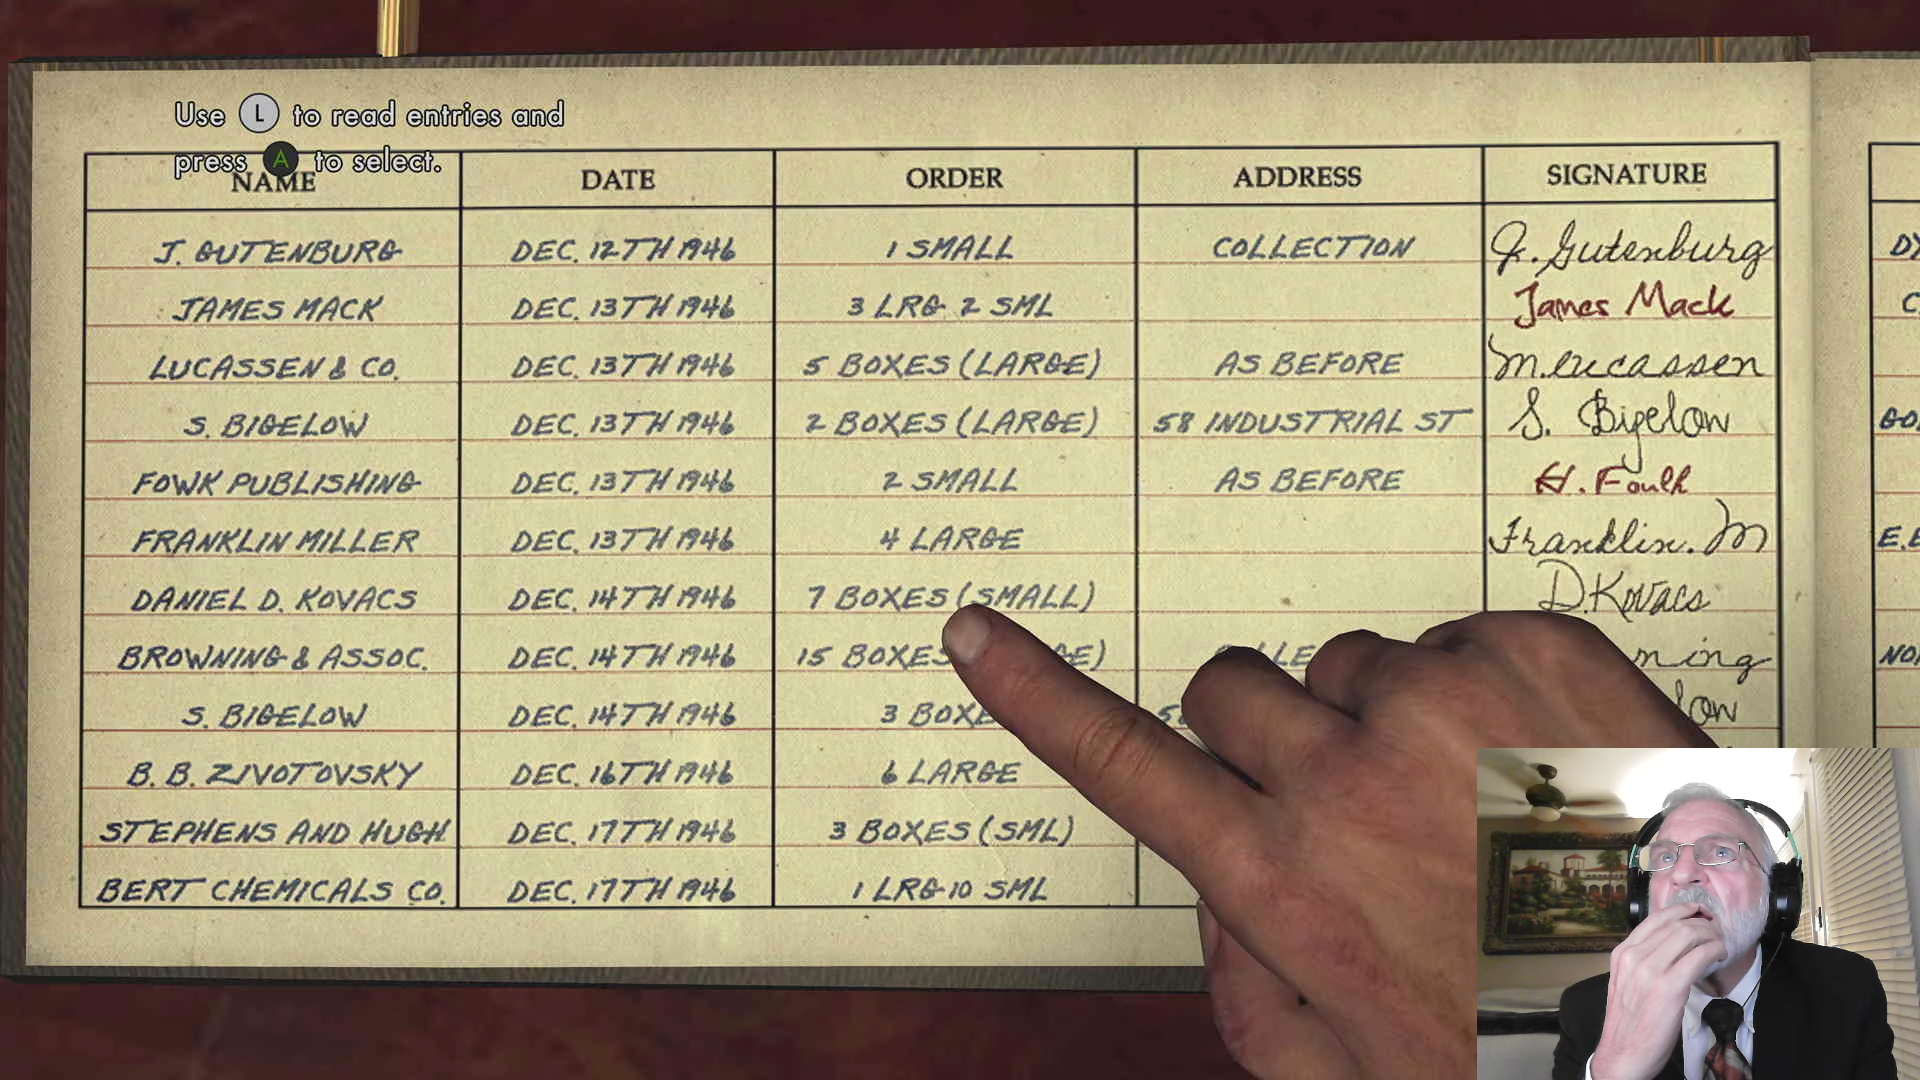 Use L to read entries and
press A to select.
NAME DATE ORDER ADDRESS SIGNATURE
J. GUTENBURG DEC. 12TH 1946 1 SMALL COLLECTION J. Gutenburg
JAMES MACK DEC. 13TH 1946 3 LRG 2 SML James Mack
LUCASSEN & CO. DEC. 13TH 1946 5 BOXES (LARGE) AS BEFORE M. Lucassen
S. BIGELOW DEC. 13TH 1946 2 BOXES (LARGE) 58 INDUSTRIAL ST S. Bigelow
FOWK PUBLISHING DEC. 13TH 1946 2 SMALL AS BEFORE H. Foulk
FRANKLIN MILLER DEC. 13TH 1946 4 LARGE Franklin. M
DANIEL D. KOVACS DEC. 14TH 1946 7 BOXES (SMALL) D. Kovacs
BROWNING & ASSOC. DEC. 14TH 1946 15 BOXES
S. BIGELOW DEC. 14TH 1946 3
B. B. ZIVOTOVSKY DEC. 16TH 1946 6 LARGE
STEPHENS AND HUGH DEC. 17TH 1946 3 BOXES (SML)
BERT CHEMICALS CO. DEC. 17TH 1946 1 LRG 10 SML